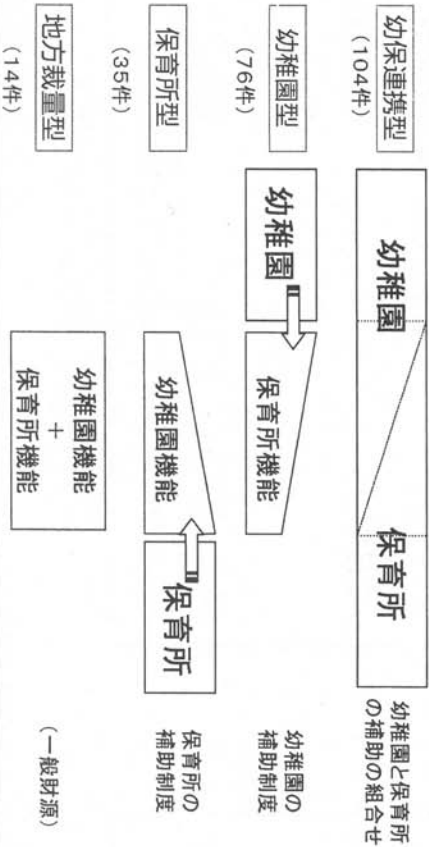 幼保連携型
(104件)
幼稚園
保育所
幼稚園と保育所
の補助の組合せ
幼稚園型
(76件)
幼稚園
保育所機能
幼稚園の
補助制度
保育所型
(35件)
幼稚園機能
保育所
保育所の
補助制度
地方裁量型
(14件)
幼稚園機能
+
保育所機能
(一般財源)